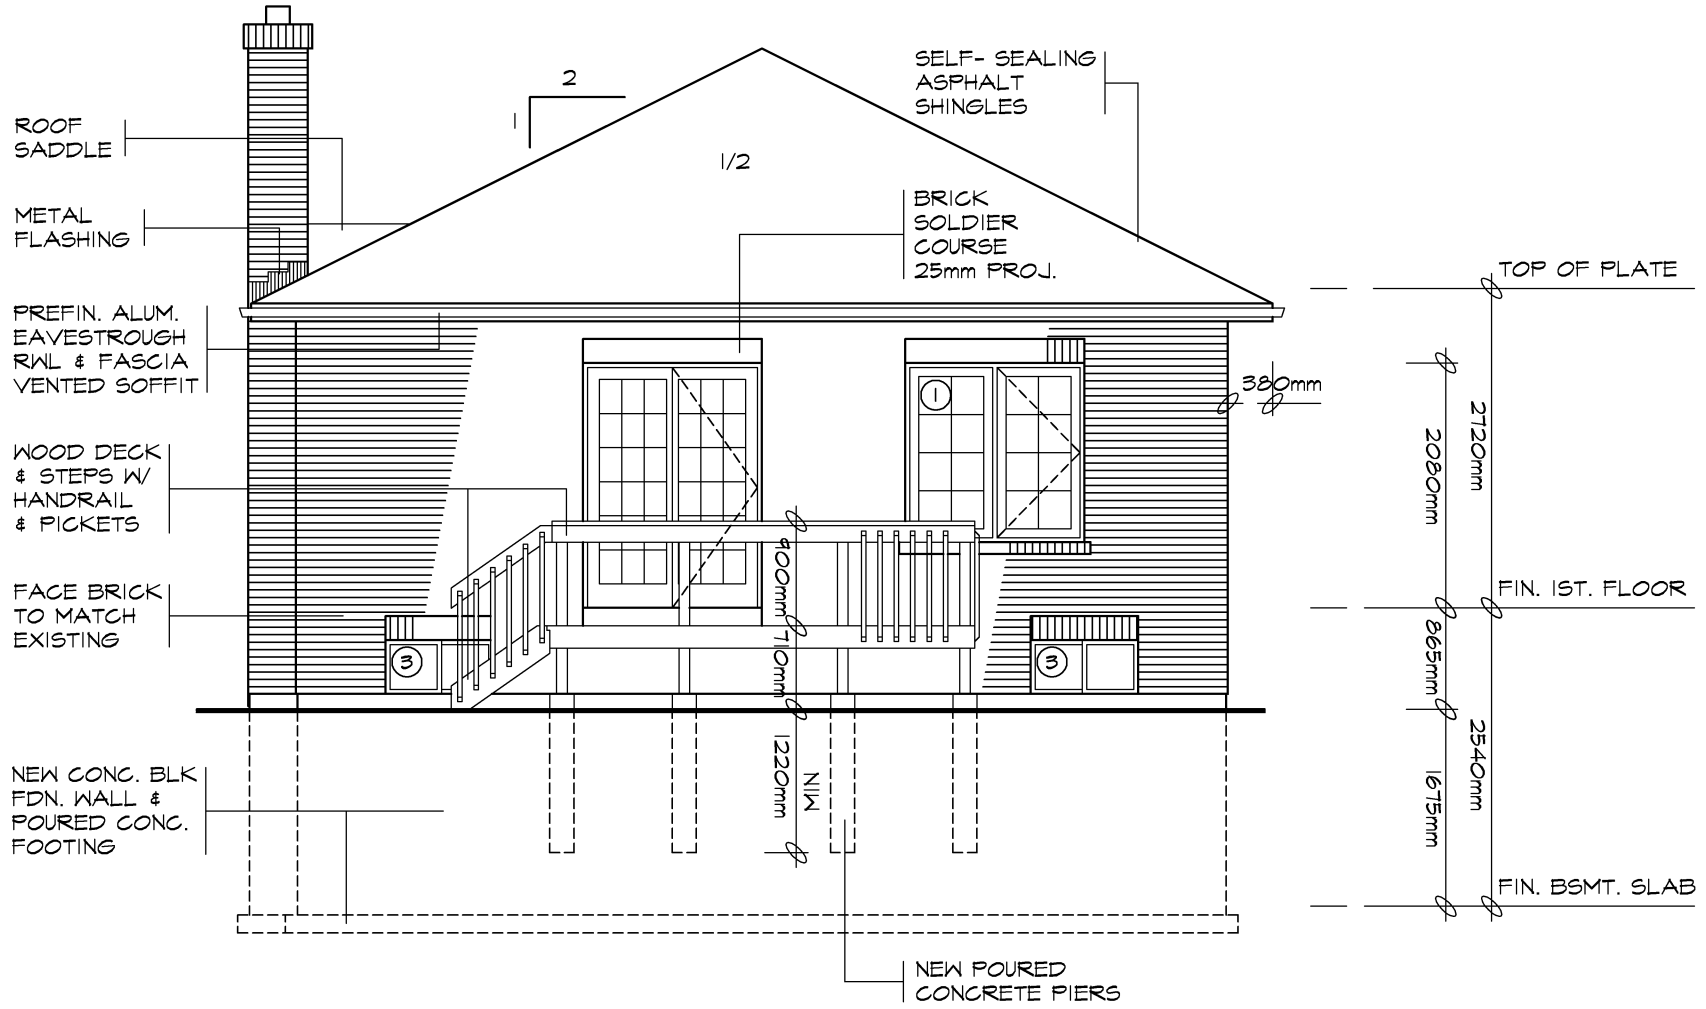 2
1
1/2
SELF- SEALING
ASPHALT
SHINGLES
ROOF
SADDLE
BRICK
SOLDIER
COURSE
25mm PROJ.
METAL
FLASHING
TOP OF PLATE
PREFIN. ALUM.
EAVESTROUGH
RWL & FASCIA
VENTED SOFFIT
380mm
1
2720mm
2080mm
WOOD DECK
& STEPS W/
HANDRAIL
& PICKETS
900mm
FACE BRICK
TO MATCH
EXISTING
FIN. 1ST. FLOOR
3
3
710mm
865mm
2540mm
1220mm
MIN
1675mm
NEW CONC. BLK
FDN. WALL &
POURED CONC.
FOOTING
FIN. BSMT. SLAB
NEW POURED
CONCRETE PIERS